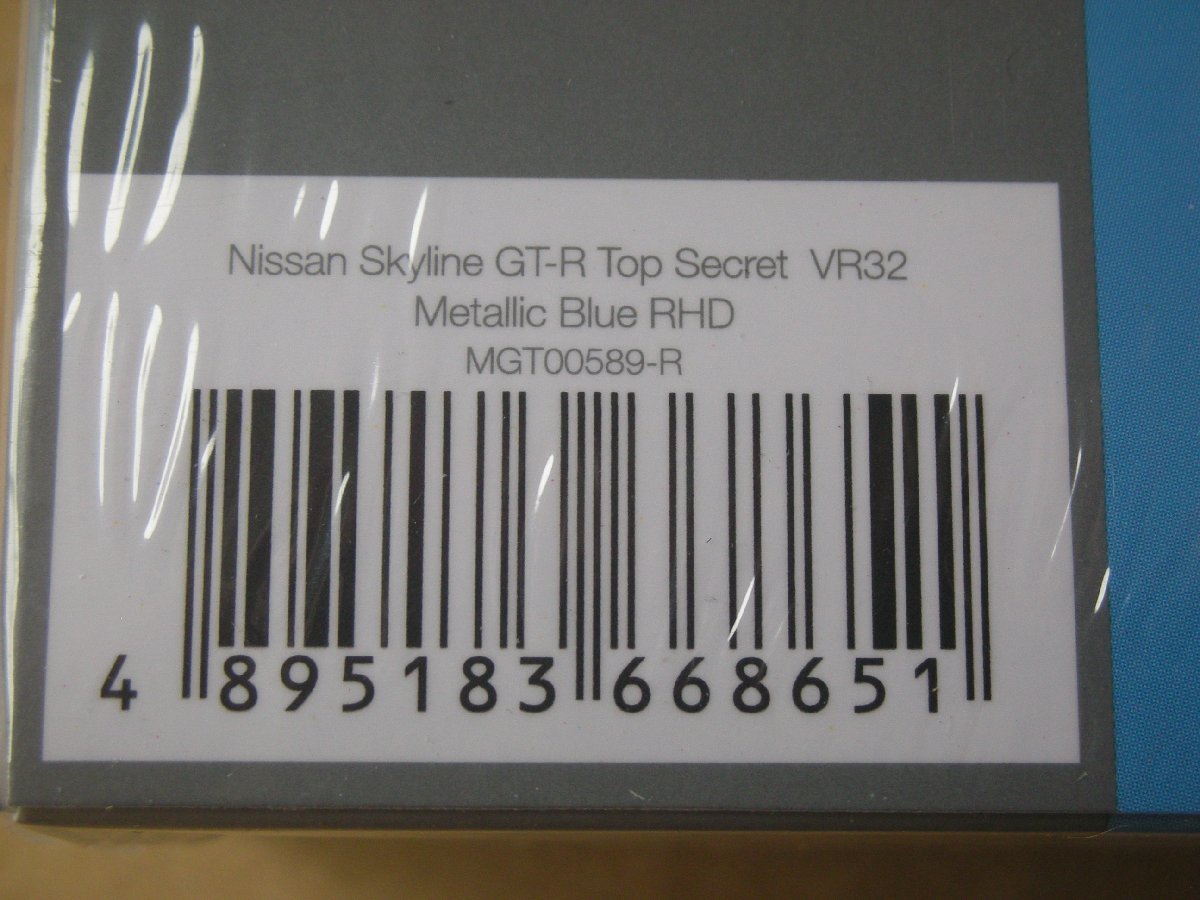 Nissan Skyline GT-R Top Secret VR32
Metallic Blue RHD
MGT00589-R
4 895183 668651